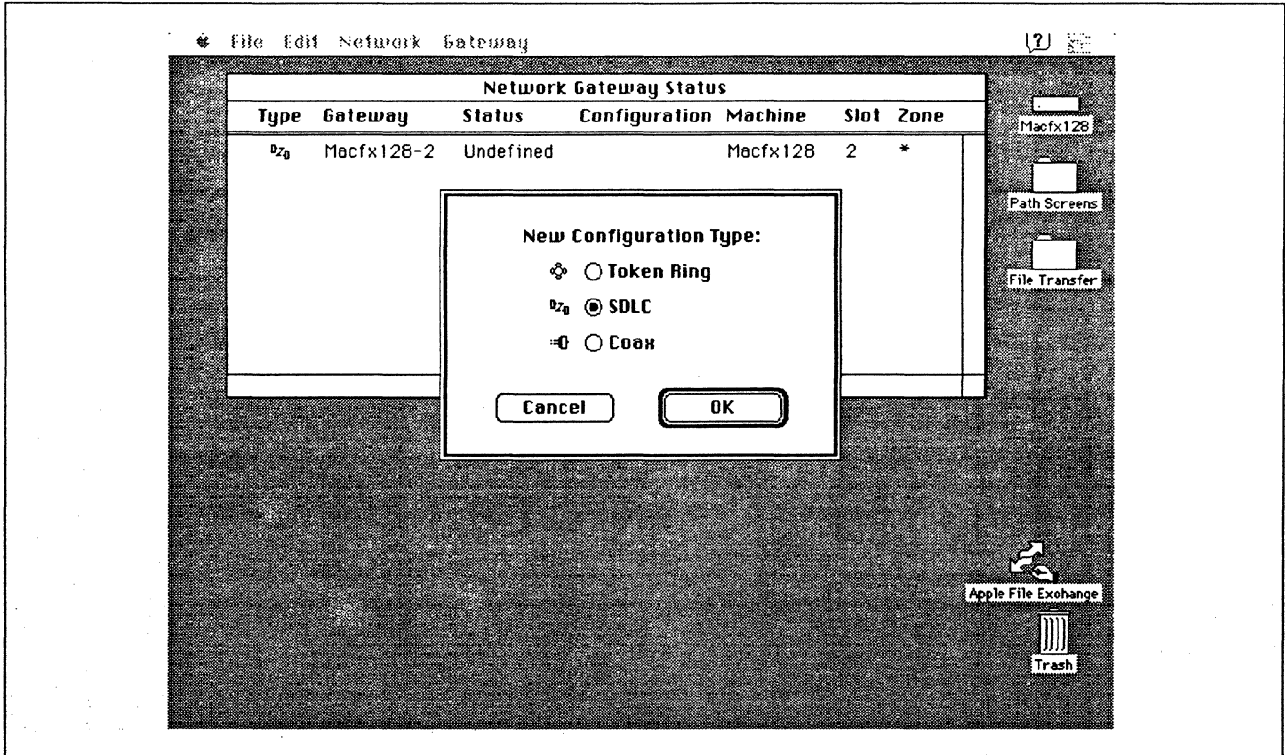 File Edit Network Gateway
Network Gateway Status
Type Gateway Status Configuration Machine Slot Zone
Macfx128-2 Undefined Macfx128 2 *
New Configuration Type:
Token Ring
SDLC
Coax
Cancel OK
Macfx128
Path Screens
File Transfer
Apple File Exchange
Trash